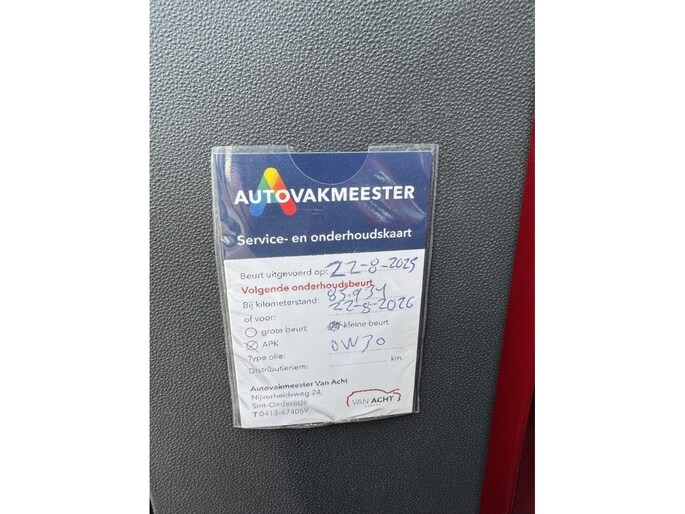 AUTOVAKMEESTER
Service- en onderhoudskaart
Beurt uitgevoerd op: 22-8-2025
Volgende onderhoudsbeurt
Bij kilometerstand: 85.934
of voor: 22-8-2026
grote beurt kleine beurt
APK
Type olie: 0W30
Distributieriem: km.
Autovakmeester Van Acht
Nijverheidsweg 24,
Sint-Oedenrode
T 0413-474059
VAN ACHT